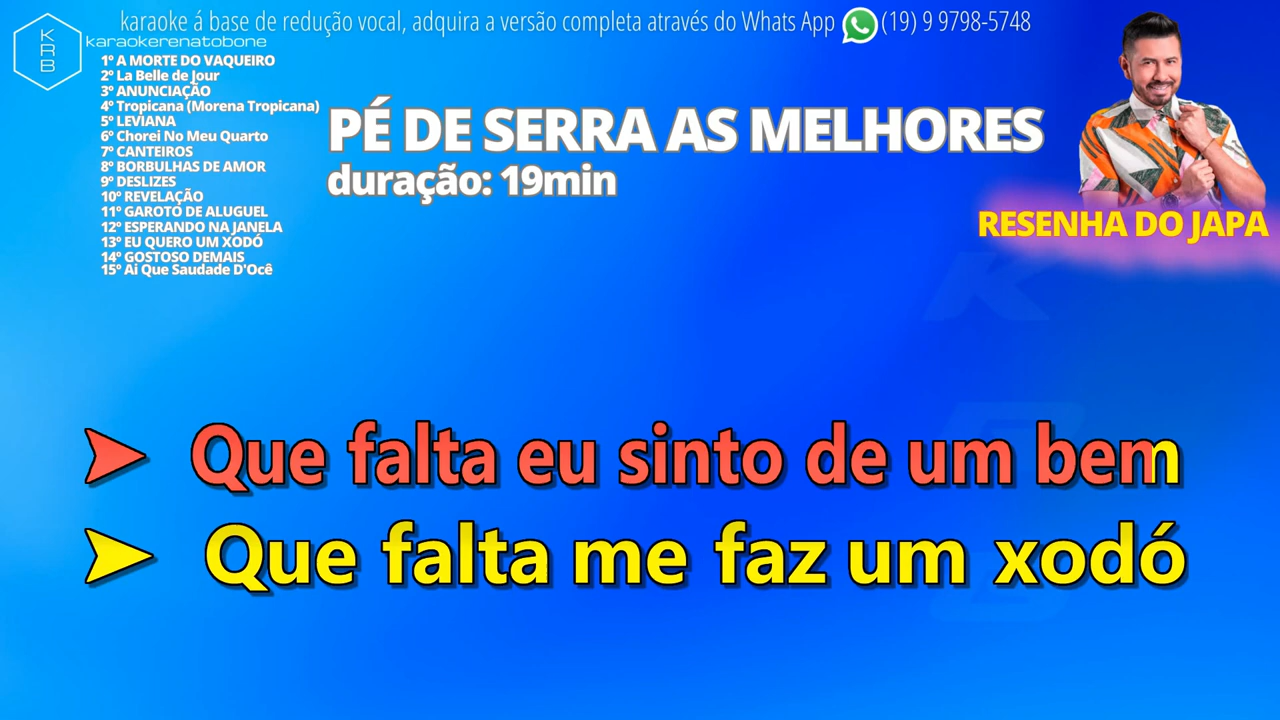 karaoke á base de redução vocal, adquira a versão completa através do Whats App (19) 9 9798-5748
KRB
karaokerenatobone
1º A MORTE DO VAQUEIRO
2º La Belle de Jour
3º ANUNCIAÇÃO
4º Tropicana (Morena Tropicana)
5º LEVIANA
6º Chorei No Meu Quarto
7º CANTEIROS
8º BORBULHAS DE AMOR
9º DESLIZES
10º REVELAÇÃO
11º GAROTO DE ALUGUEL
12º ESPERANDO NA JANELA
13º EU QUERO UM XODÓ
14º GOSTOSO DEMAIS
15º Ai Que Saudade D'Ocê
PÉ DE SERRA AS MELHORES
duração: 19min
RESENHA DO JAPA
K
B
B
Que falta eu sinto de um bem
Que falta me faz um xodó